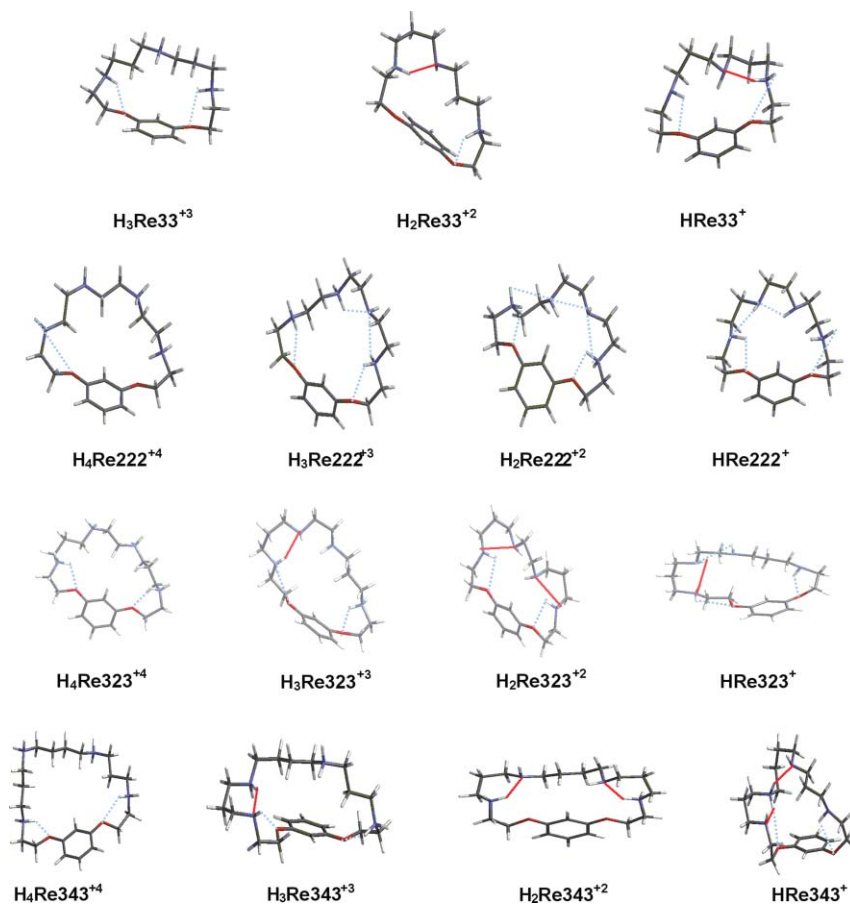 H₃Re33⁺³ H₂Re33⁺² HRe33⁺
H₄Re222⁺⁴ H₃Re222⁺³ H₂Re222⁺² HRe222⁺
H₄Re323⁺⁴ H₃Re323⁺³ H₂Re323⁺² HRe323⁺
H₄Re343⁺⁴ H₃Re343⁺³ H₂Re343⁺² HRe343⁺